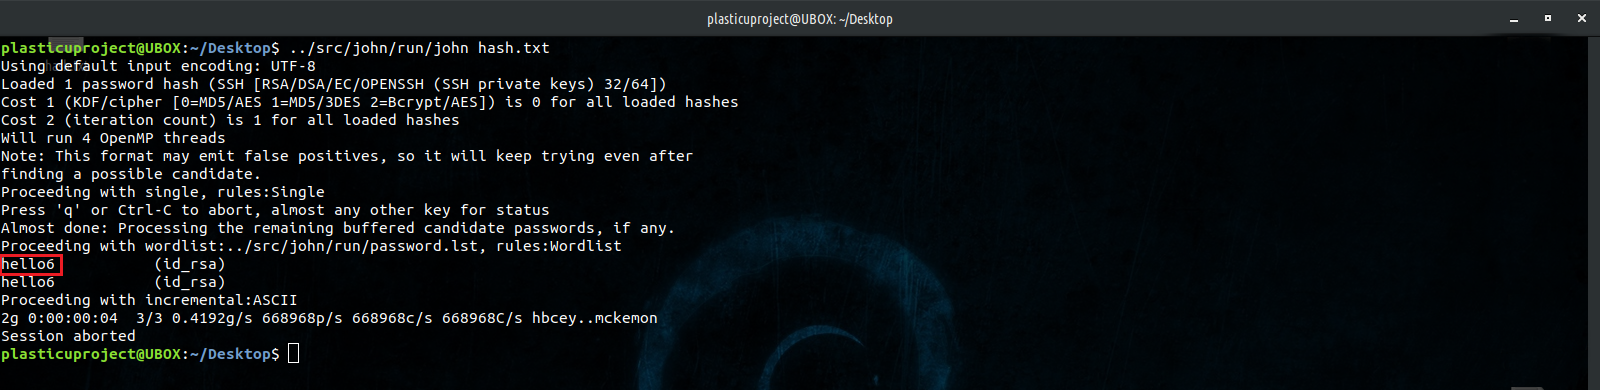 plasticuproject@UBOX: ~/Desktop
plasticuproject@UBOX:~/Desktop$ ../src/john/run/john hash.txt
Using default input encoding: UTF-8
Loaded 1 password hash (SSH [RSA/DSA/EC/OPENSSH (SSH private keys) 32/64])
Cost 1 (KDF/cipher [0=MD5/AES 1=MD5/3DES 2=Bcrypt/AES]) is 0 for all loaded hashes
Cost 2 (iteration count) is 1 for all loaded hashes
Will run 4 OpenMP threads
Note: This format may emit false positives, so it will keep trying even after
finding a possible candidate.
Proceeding with single, rules:Single
Press 'q' or Ctrl-C to abort, almost any other key for status
Almost done: Processing the remaining buffered candidate passwords, if any.
Proceeding with wordlist:../src/john/run/password.lst, rules:Wordlist
hello6           (id_rsa)
hello6           (id_rsa)
Proceeding with incremental:ASCII
2g 0:00:00:04  3/3 0.4192g/s 668968p/s 668968c/s 668968C/s hbcey..mckemon
Session aborted
plasticuproject@UBOX:~/Desktop$